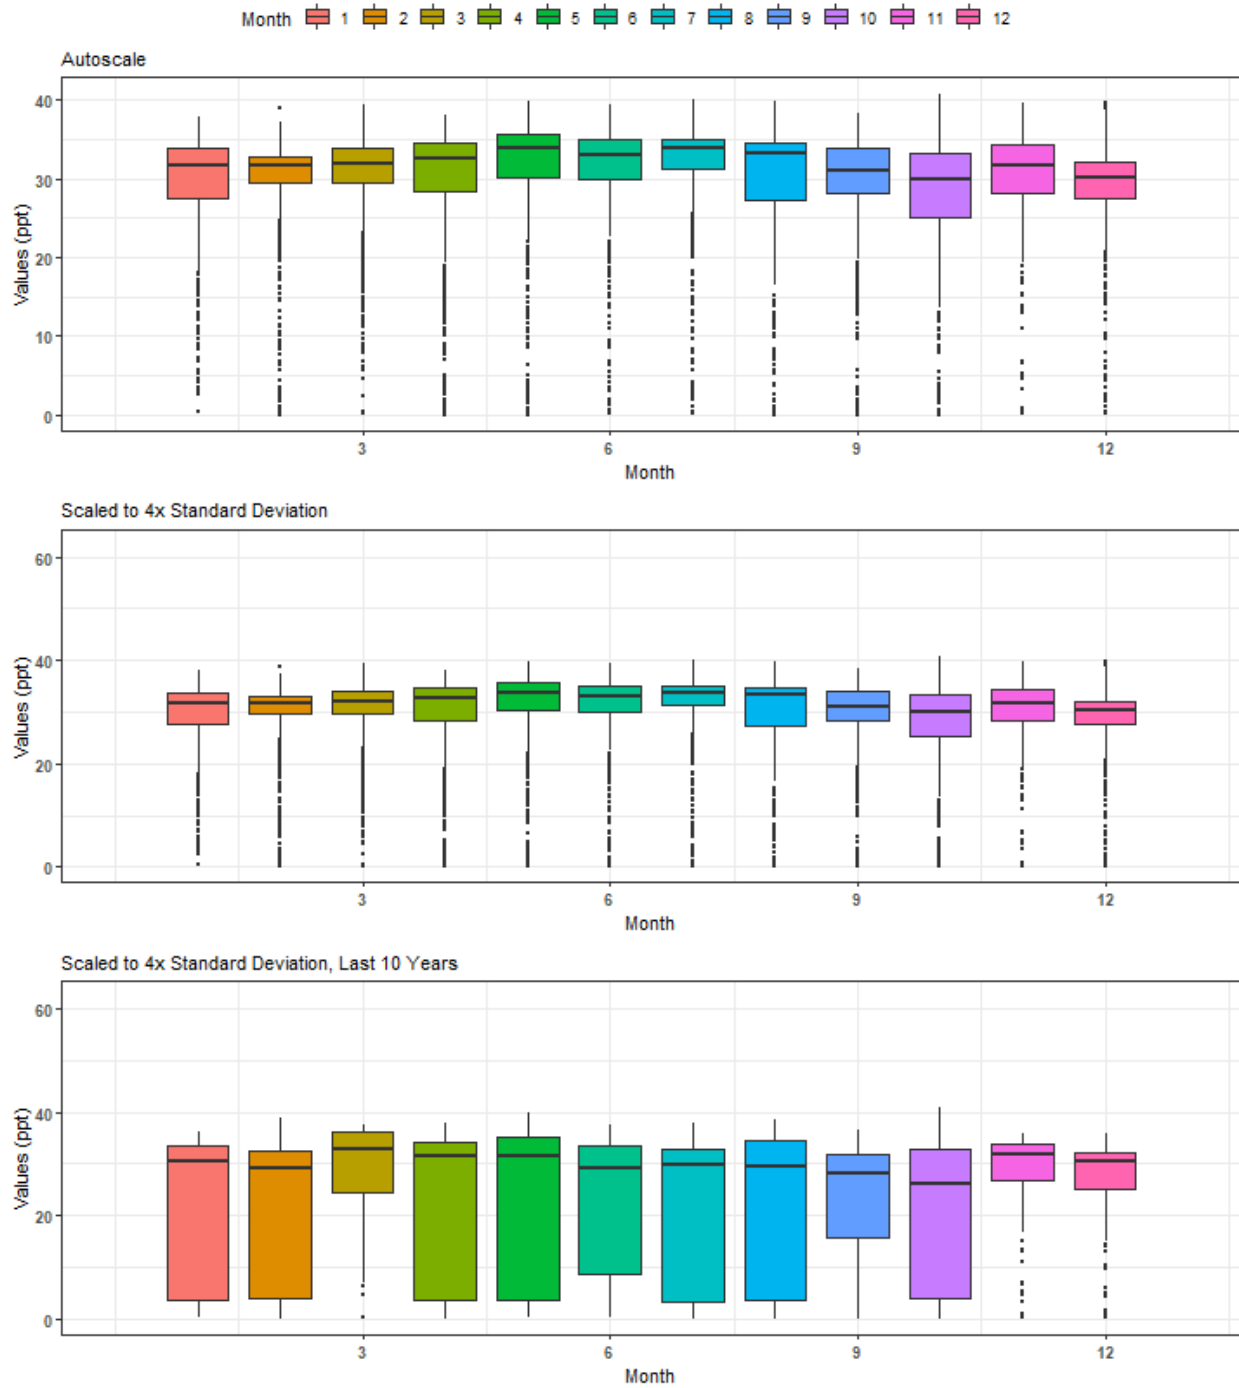 Month 1 2 3 4 5 6 7 8 9 10 11 12
Autoscale
Values (ppt)
40
30
20
10
0
3 6 9 12
Month
Scaled to 4x Standard Deviation
Values (ppt)
60
40
20
0
3 6 9 12
Month
Scaled to 4x Standard Deviation, Last 10 Years
Values (ppt)
60
40
20
0
3 6 9 12
Month